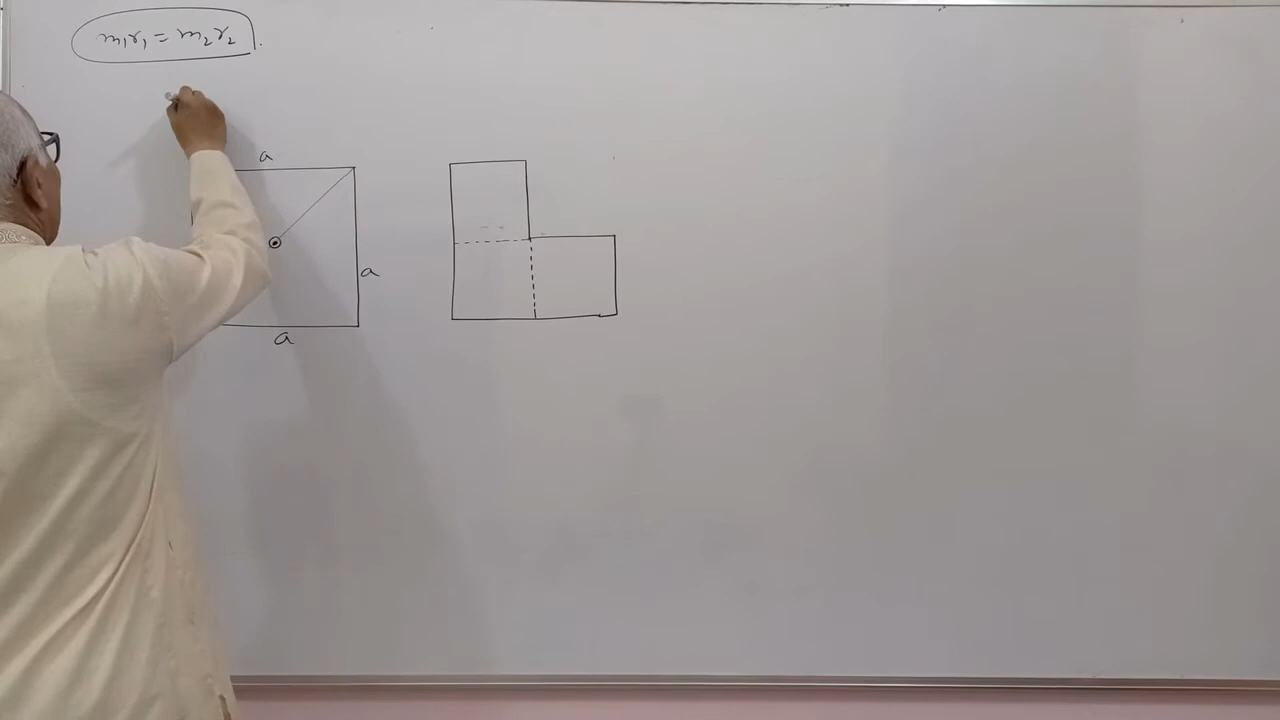 m₁r₁ = m₂r₂.
a
a
a